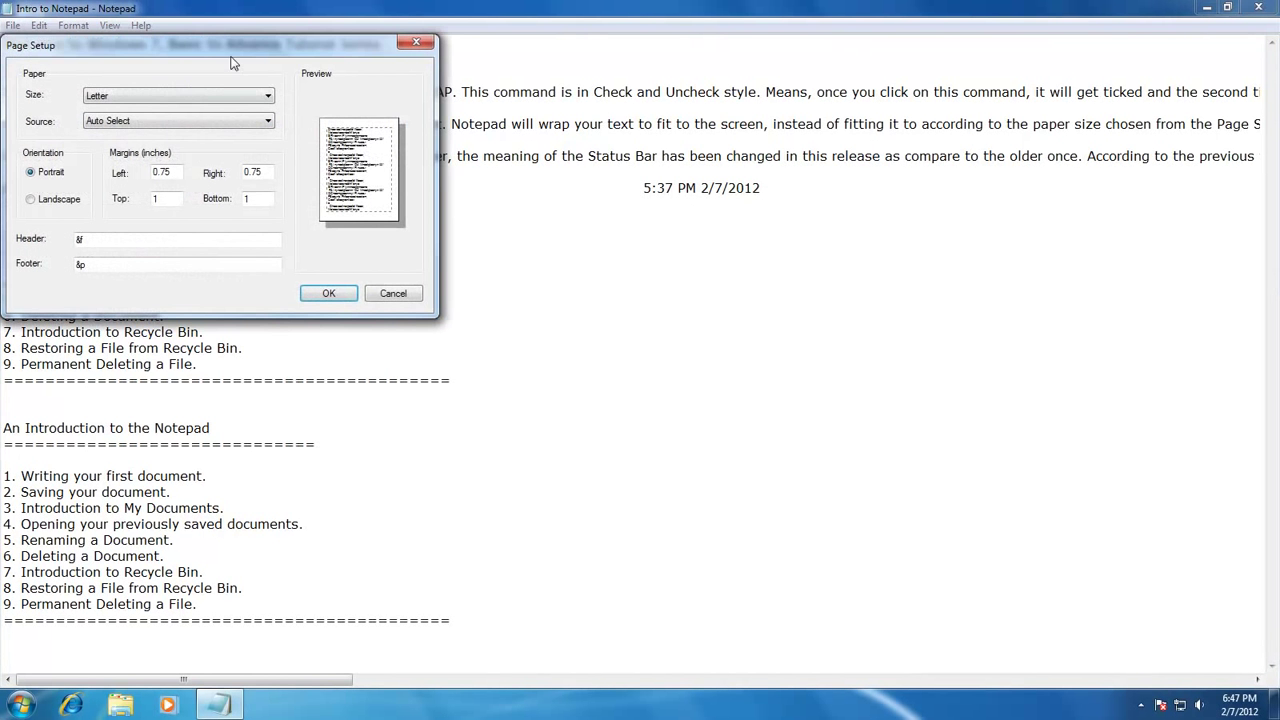 Intro to Notepad - Notepad
File Edit Format View Help
Page Setup
Paper
Size: Letter
Source: Auto Select
Orientation
Portrait
Landscape
Margins (inches)
Left: 0.75 Right: 0.75
Top: 1 Bottom: 1
Header: &f
Footer: &p
Preview
OK Cancel
AP. This command is in Check and Uncheck style. Means, once you click on this command, it will get ticked and the second ti
t. Notepad will wrap your text to fit to the screen, instead of fitting it to according to the paper size chosen from the Page S
er, the meaning of the Status Bar has been changed in this release as compare to the older once. According to the previous
5:37 PM 2/7/2012
6. Deleting a Document.
7. Introduction to Recycle Bin.
8. Restoring a File from Recycle Bin.
9. Permanent Deleting a File.
===========================================
An Introduction to the Notepad
==============================
1. Writing your first document.
2. Saving your document.
3. Introduction to My Documents.
4. Opening your previously saved documents.
5. Renaming a Document.
6. Deleting a Document.
7. Introduction to Recycle Bin.
8. Restoring a File from Recycle Bin.
9. Permanent Deleting a File.
===========================================
6:47 PM
2/7/2012